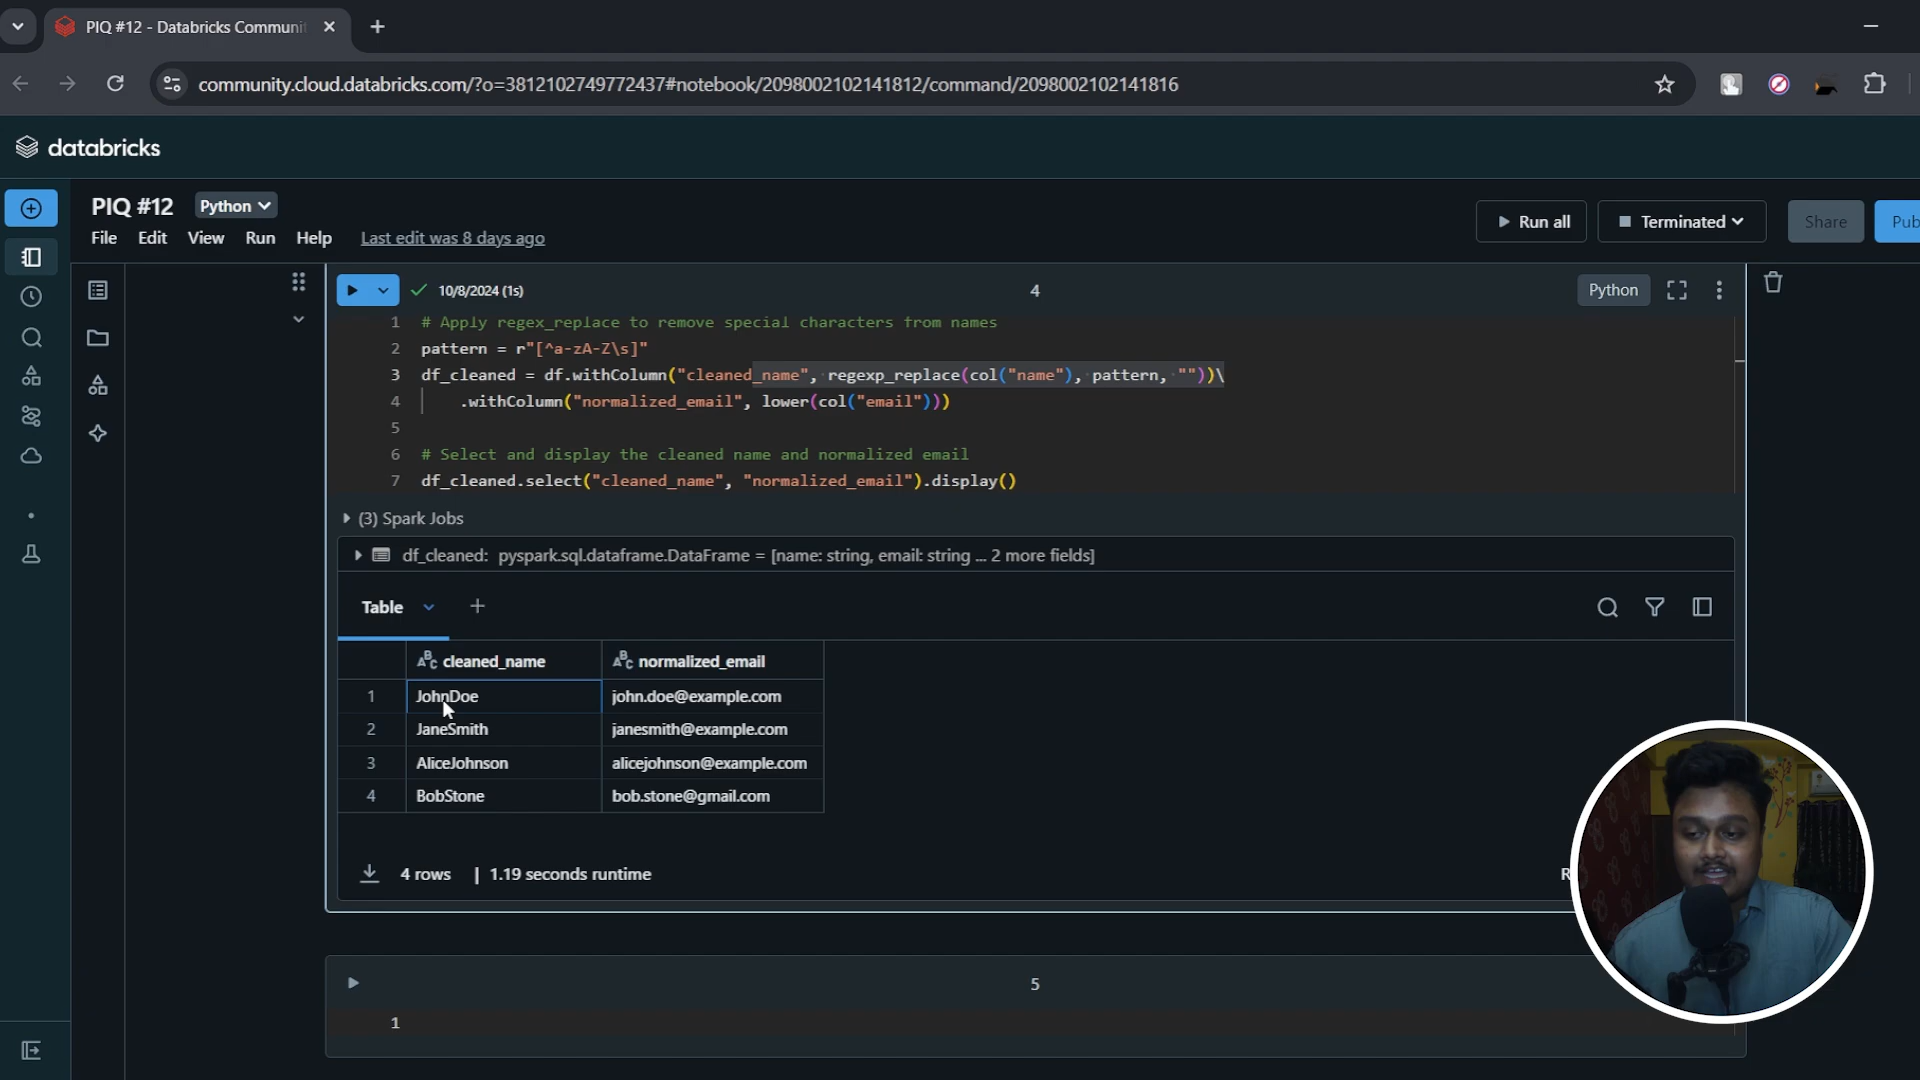 PIQ #12 - Databricks Communi
community.cloud.databricks.com/?o=3812102749772437#notebook/2098002102141812/command/2098002102141816
databricks
PIQ #12 Python
File Edit View Run Help Last edit was 8 days ago
Run all Terminated Share Pub
10/8/2024 (1s) 4 Python
1 # Apply regex_replace to remove special characters from names
2 pattern = r"[^a-zA-Z\s]"
3 df_cleaned = df.withColumn("cleaned_name", regexp_replace(col("name"), pattern, ""))\
4 .withColumn("normalized_email", lower(col("email")))
5
6 # Select and display the cleaned name and normalized email
7 df_cleaned.select("cleaned_name", "normalized_email").display()
(3) Spark Jobs
df_cleaned: pyspark.sql.dataframe.DataFrame = [name: string, email: string ... 2 more fields]
Table
ABC cleaned_name ABC normalized_email
1 JohnDoe john.doe@example.com
2 JaneSmith janesmith@example.com
3 AliceJohnson alicejohnson@example.com
4 BobStone bob.stone@gmail.com
4 rows | 1.19 seconds runtime R
5
1